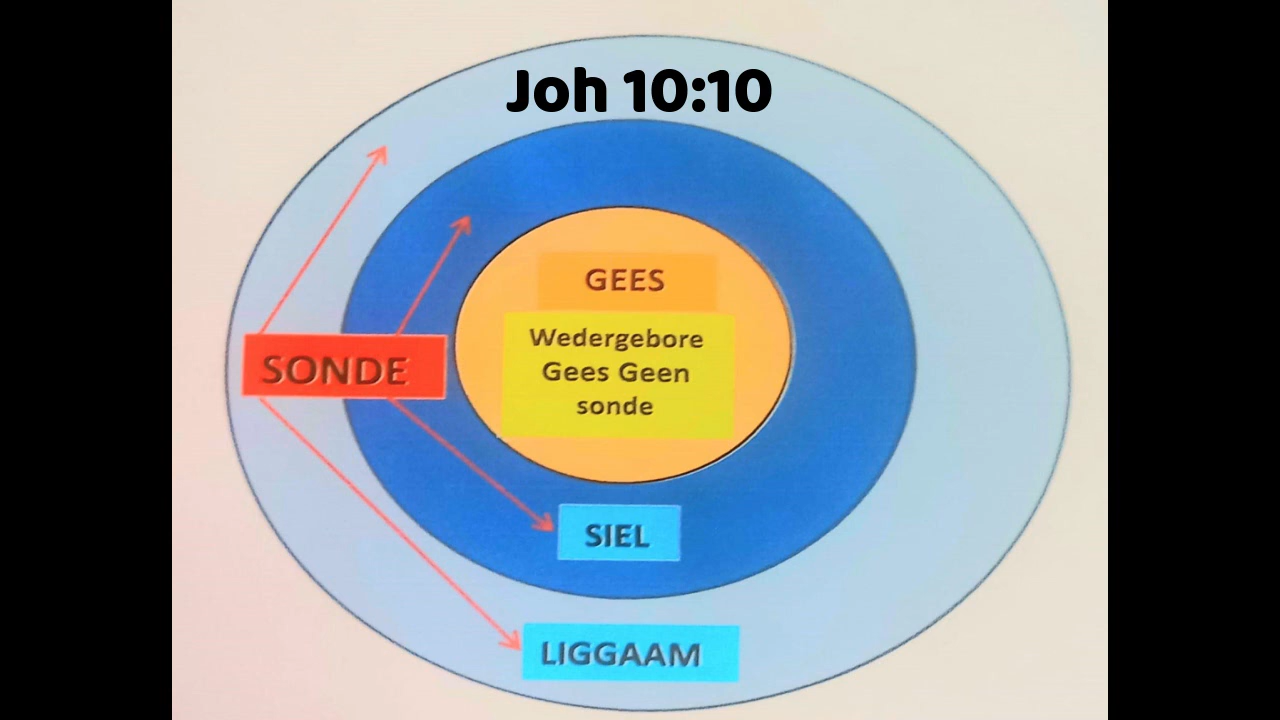 Joh 10:10
GEES
Wedergebore
Gees Geen
sonde
SONDE
SIEL
LIGGAAM